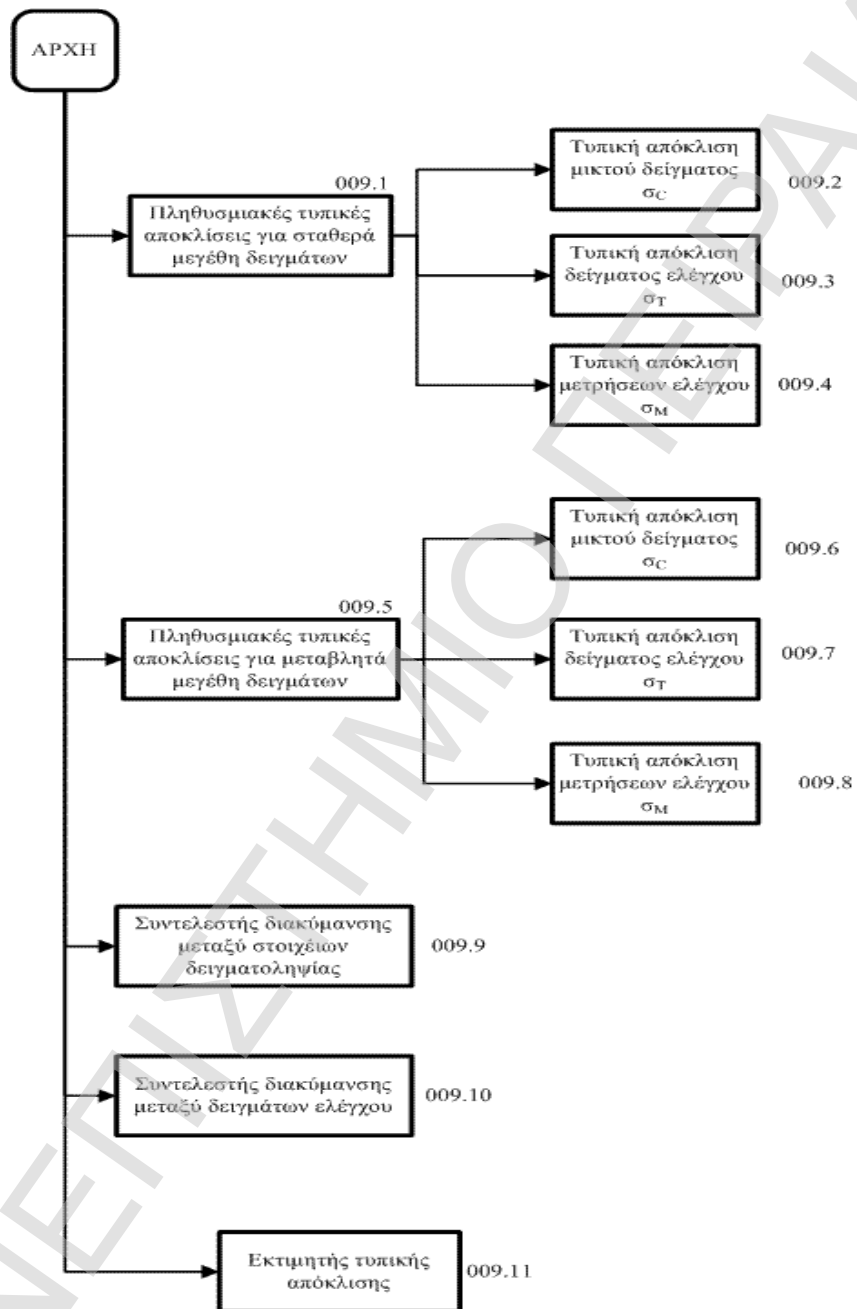 ΑΡΧΗ
009.1
Πληθυσμιακές τυπικές
αποκλίσεις για σταθερά
μεγέθη δειγμάτων
Τυπική απόκλιση
μικτού δείγματος
σC
009.2
Τυπική απόκλιση
δείγματος ελέγχου
σT
009.3
Τυπική απόκλιση
μετρήσεων ελέγχου
σM
009.4
009.5
Πληθυσμιακές τυπικές
αποκλίσεις για μεταβλητά
μεγέθη δειγμάτων
Τυπική απόκλιση
μικτού δείγματος
σC
009.6
Τυπική απόκλιση
δείγματος ελέγχου
σT
009.7
Τυπική απόκλιση
μετρήσεων ελέγχου
σM
009.8
Συντελεστής διακύμανσης
μεταξύ στοιχέιων
δειγματοληψίας
009.9
Συντελεστής διακύμανσης
μεταξύ δειγμάτων ελέγχου
009.10
Εκτιμητής τυπικής
απόκλισης
009.11
ΝΕΠΙΣΤΗΜΙΟ ΠΕΙΡΑΙ